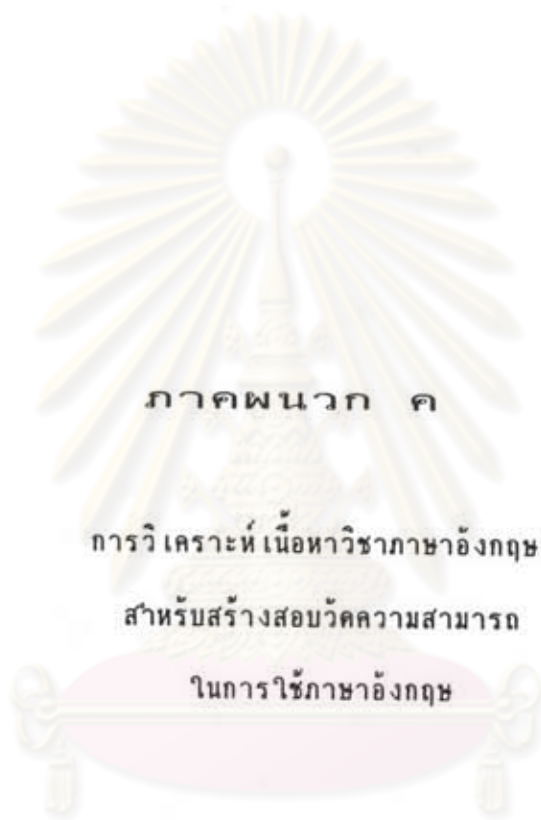 ภาคผนวก ค
การวิเคราะห์เนื้อหาวิชาภาษาอังกฤษ
สำหรับสร้างสอบวัดความสามารถ
ในการใช้ภาษาอังกฤษ